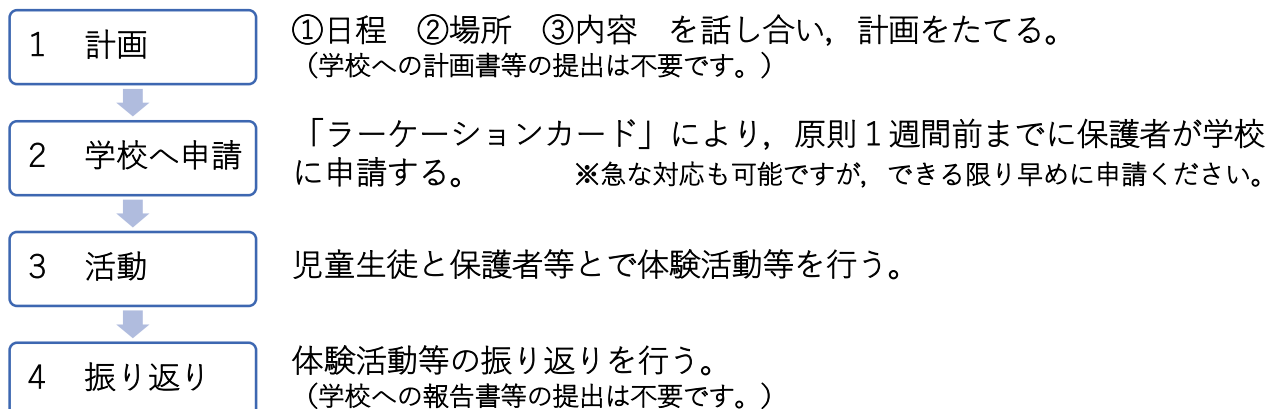 1　計画
①日程　②場所　③内容　を話し合い，計画をたてる。
（学校への計画書等の提出は不要です。）
2　学校へ申請
「ラーケーションカード」により，原則１週間前までに保護者が学校
に申請する。　※急な対応も可能ですが，できる限り早めに申請ください。
3　活動
児童生徒と保護者等とで体験活動等を行う。
4　振り返り
体験活動等の振り返りを行う。
（学校への報告書等の提出は不要です。）